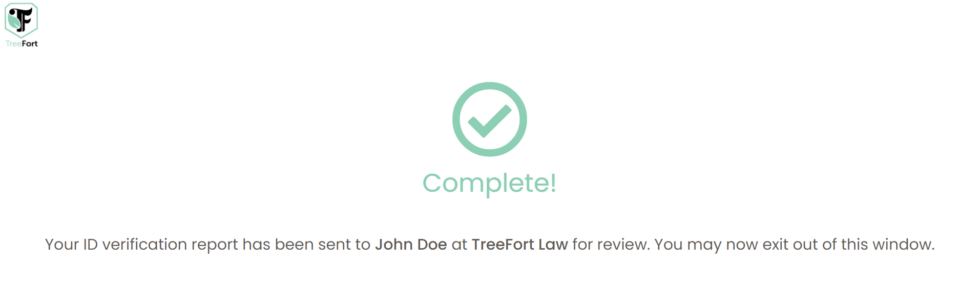 TreeFort
Complete!
Your ID verification report has been sent to John Doe at TreeFort Law for review. You may now exit out of this window.